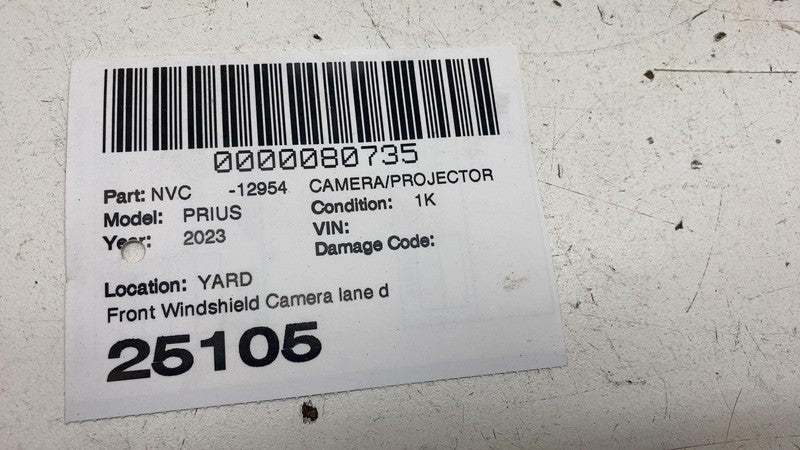 0000080735
Part: NVC -12954 CAMERA/PROJECTOR
Model: PRIUS Condition: 1K
Year: 2023 VIN:
Damage Code:
Location: YARD
Front Windshield Camera lane d
25105